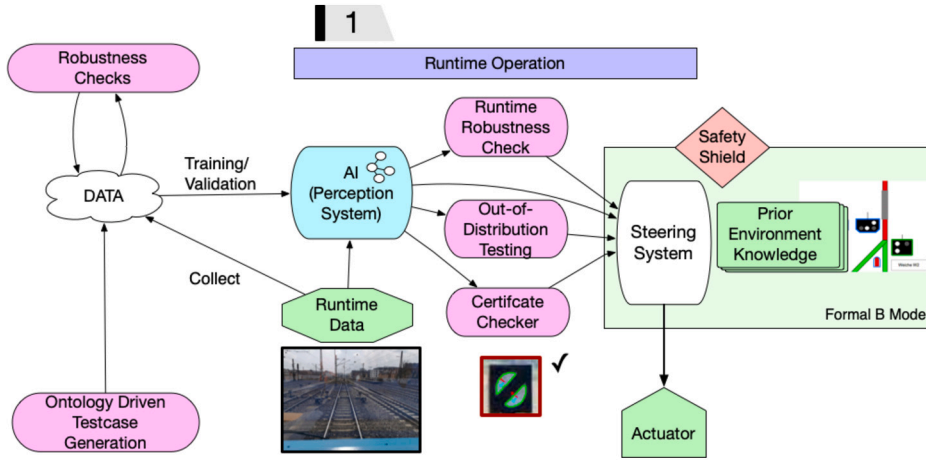 1
Runtime Operation
Robustness
Checks
DATA
Training/
Validation
AI
(Perception
System)
Runtime
Robustness
Check
Out-of-
Distribution
Testing
Certifcate
Checker
Safety
Shield
Steering
System
Prior
Environment
Knowledge
Formal B Mode
Collect
Runtime
Data
Ontology Driven
Testcase
Generation
Actuator